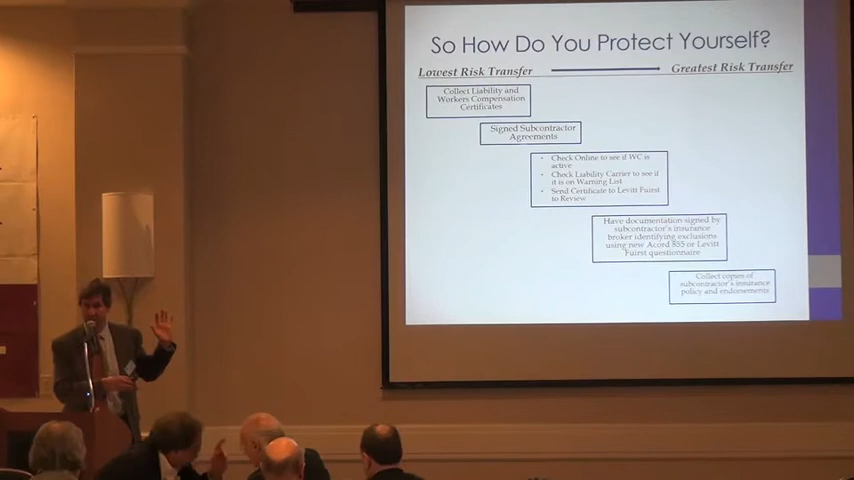 So How Do You Protect Yourself?
Lowest Risk Transfer
Greatest Risk Transfer
Collect Liability and
Workers Compensation
Certificates
Signed Subcontractor
Agreements
• Check Online to see if WC is
active
• Check Liability Carrier to see if
it is on Warning List
• Send Certificate to Levitt Fuirst
to Review
Have documentation signed by
subcontractor's insurance
broker identifying exclusions
using new Acord 855 or Levitt
Fuirst questionnaire
Collect copies of
subcontractor's insurance
policy and endorsements